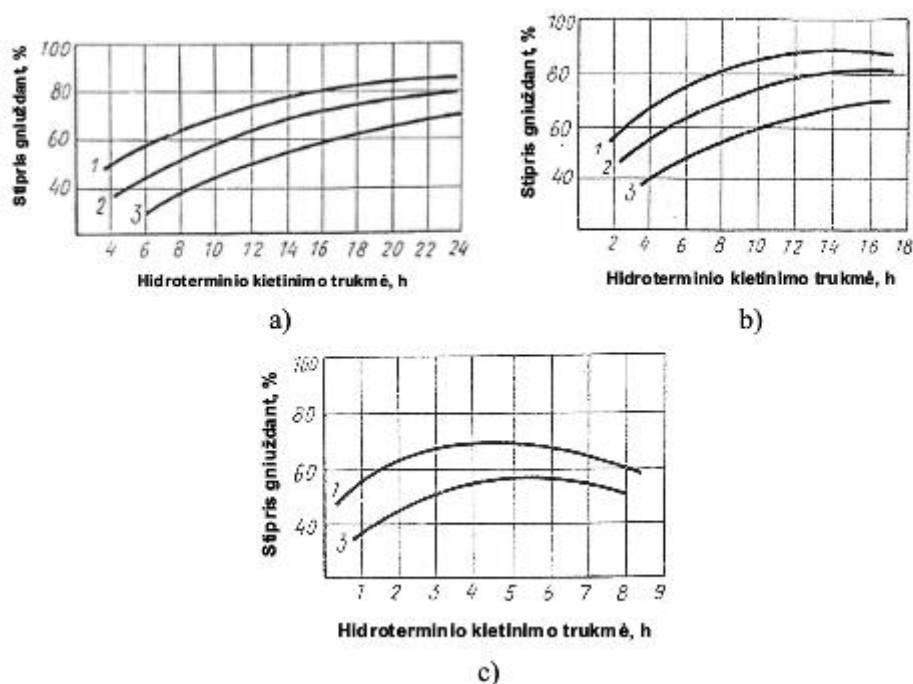 Stipris gniuždant, %
100
80
60
40
1
2
3
4 6 8 10 12 14 16 18 20 22 24
Hidroterminio kietinimo trukmė, h
a)
Stipris gniuždant, %
100
80
60
40
1
2
3
2 4 6 8 10 12 14 16 18
Hidroterminio kietinimo trukmė, h
b)
Stipris gniuždant, %
100
80
60
40
1
3
1 2 3 4 5 6 7 8 9
Hidroterminio kietinimo trukmė, h
c)